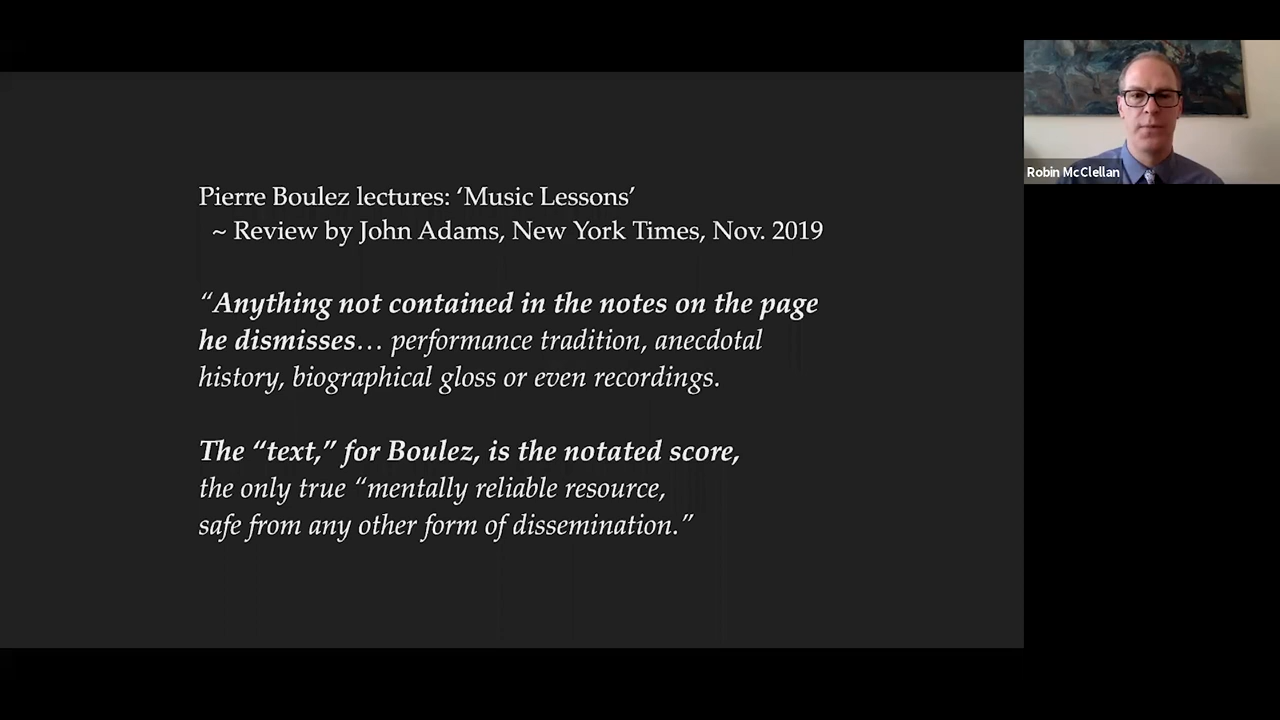 Pierre Boulez lectures: ‘Music Lessons’
~ Review by John Adams, New York Times, Nov. 2019
“Anything not contained in the notes on the page
he dismisses… performance tradition, anecdotal
history, biographical gloss or even recordings.
The “text,” for Boulez, is the notated score,
the only true “mentally reliable resource,
safe from any other form of dissemination.”
Robin McClellan